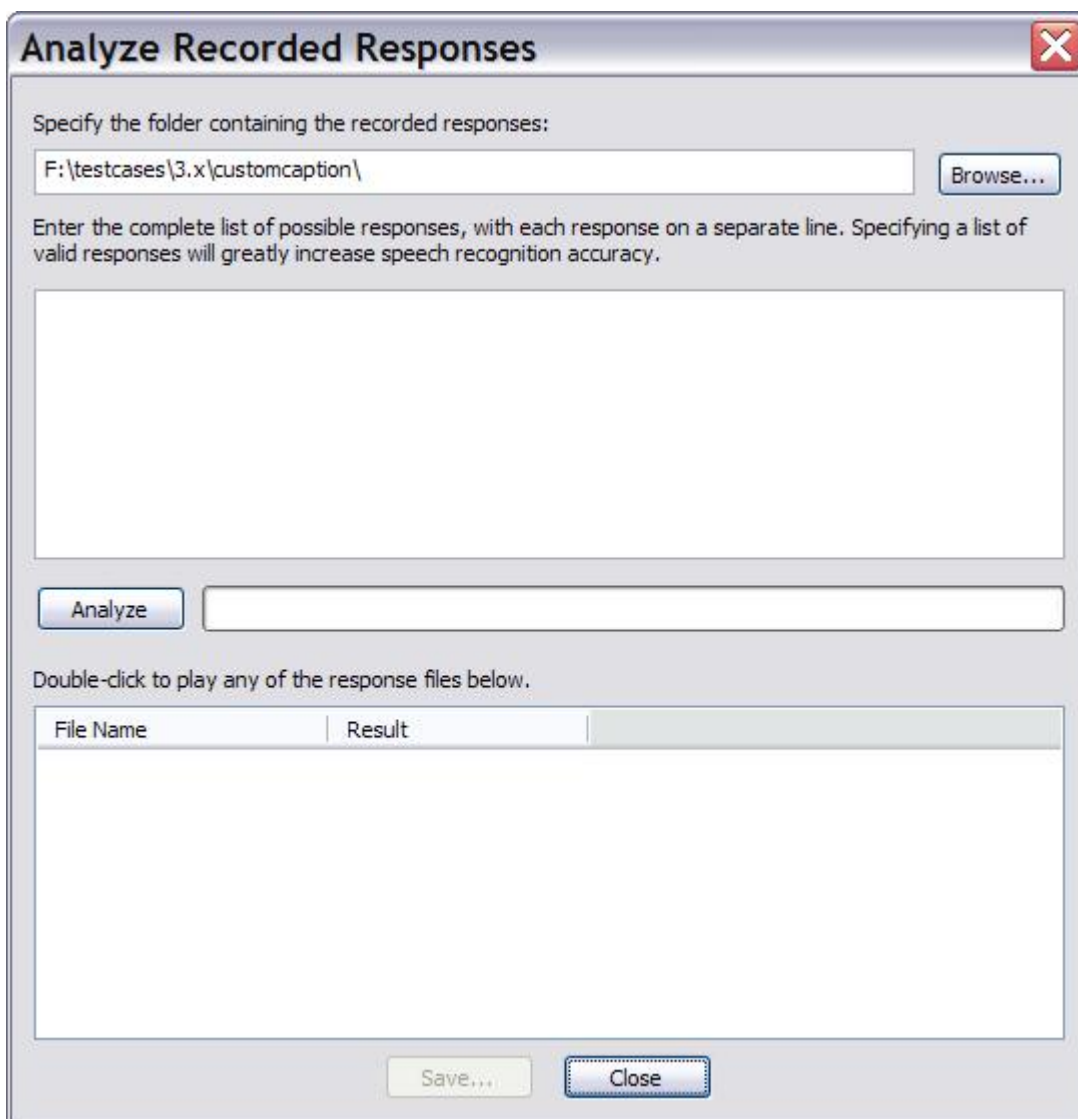 Analyze Recorded Responses
Specify the folder containing the recorded responses:
F:\testcases\3.x\customcaption\
Browse...
Enter the complete list of possible responses, with each response on a separate line. Specifying a list of
valid responses will greatly increase speech recognition accuracy.
Analyze
Double-click to play any of the response files below.
File Name Result
Save... Close